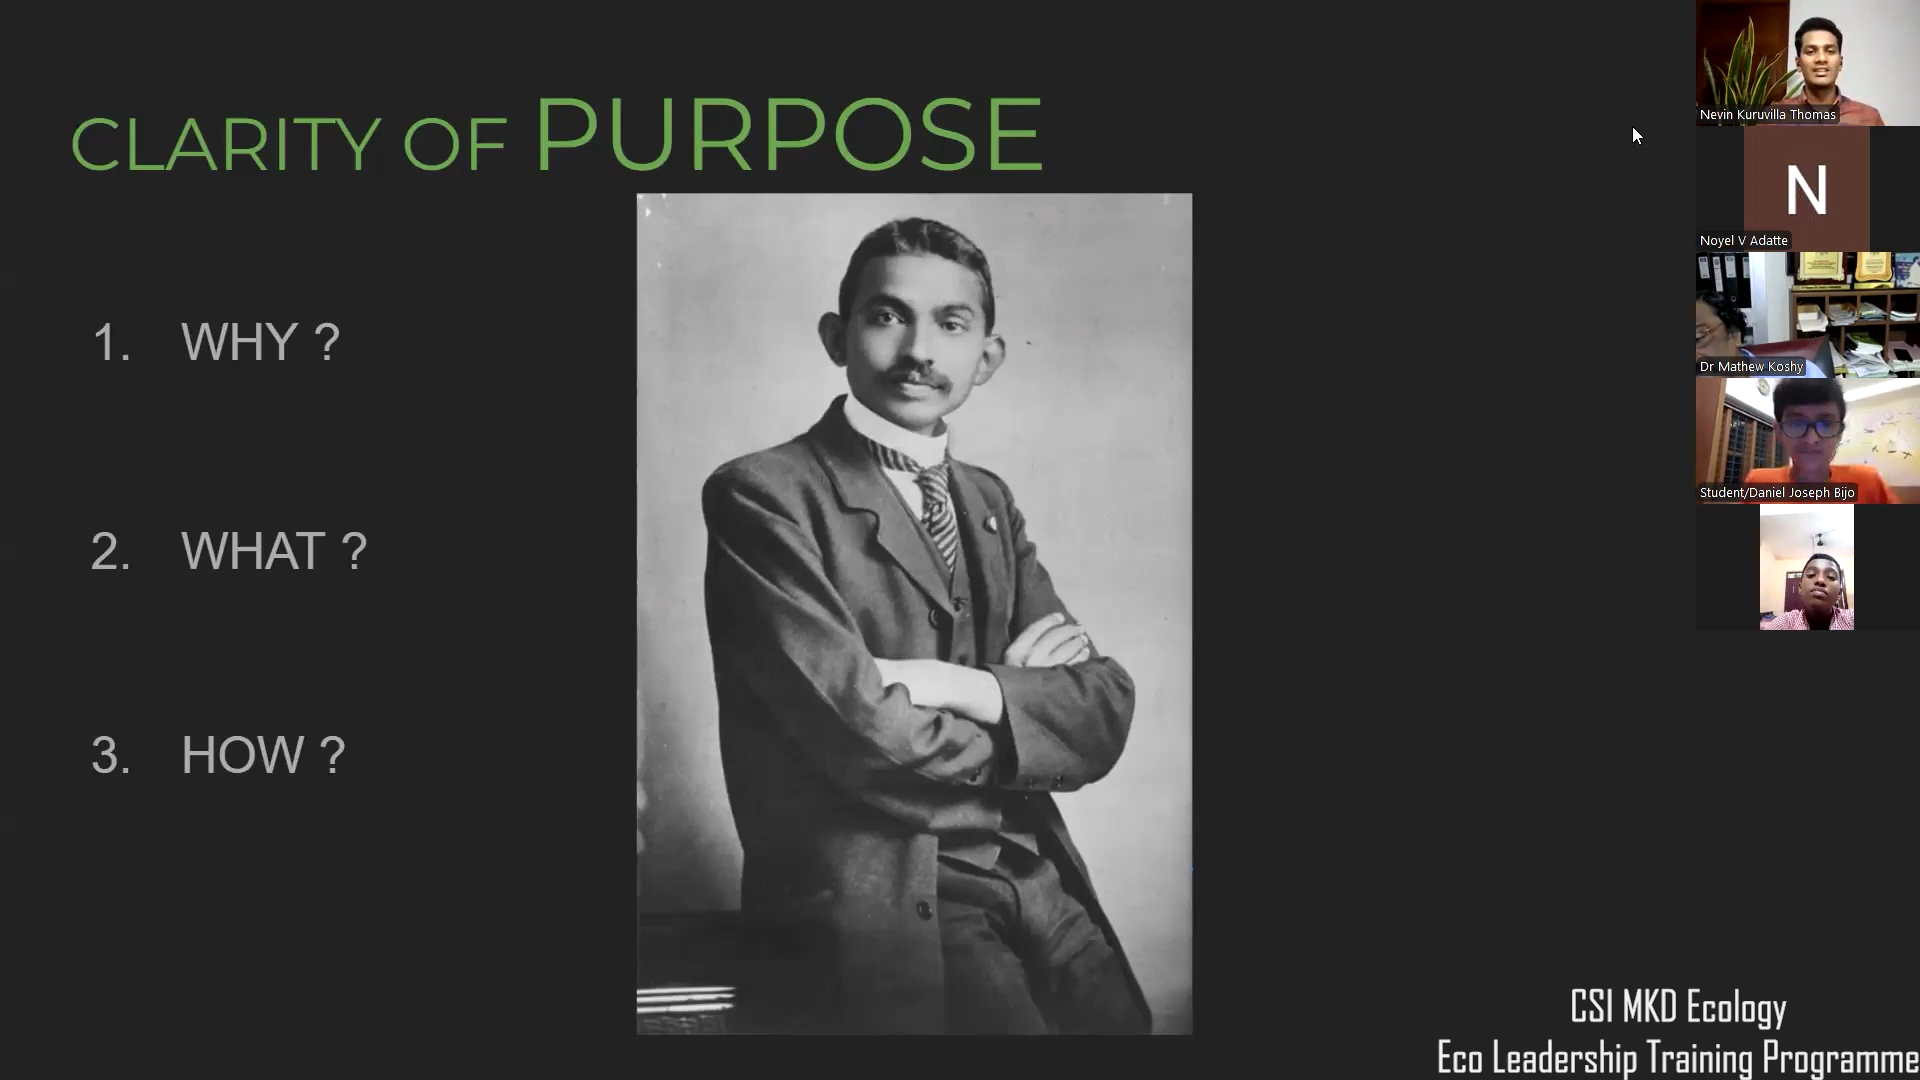 CLARITY OF PURPOSE
1. WHY ?
2. WHAT ?
3. HOW ?
Nevin Kuruvilla Thomas
N
Noyel V Adatte
Dr Mathew Koshy
Student/Daniel Joseph Bijo
CSI MKD Ecology
Eco Leadership Training Programme